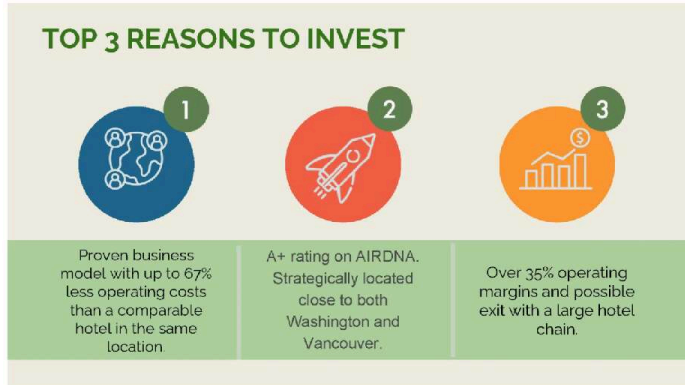 TOP 3 REASONS TO INVEST
1
2
3
$
Proven business
model with up to 67%
less operating costs
than a comparable
hotel in the same
location.
A+ rating on AIRDNA.
Strategically located
close to both
Washington and
Vancouver.
Over 35% operating
margins and possible
exit with a large hotel
chain.